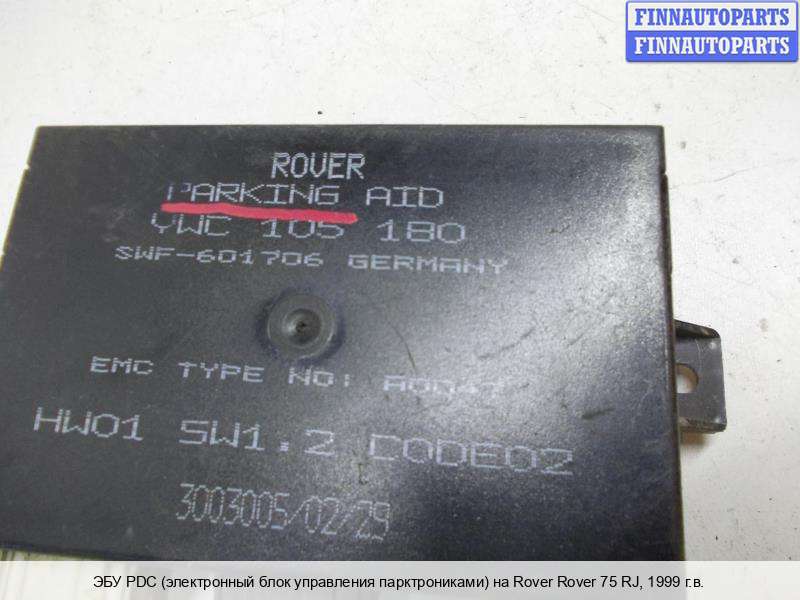 FINNAUTOPARTS
FINNAUTOPARTS
ROVER
PARKING AID
YWC 105 180
SWF-601706 GERMANY
EMC TYPE NO:
HW01 SW1.2 CODE02
3003005/02/29
ЭБУ PDC (электронный блок управления парктрониками) на Rover Rover 75 RJ, 1999 г.в.